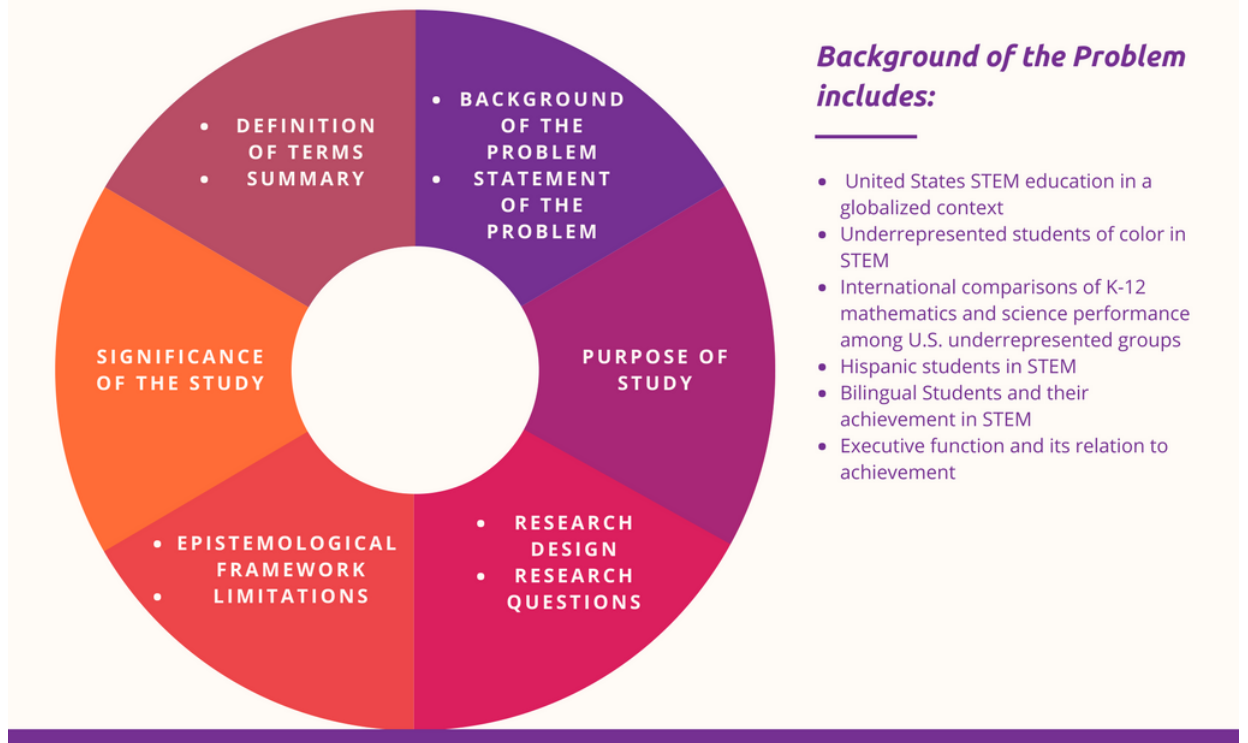 • BACKGROUND
OF THE
PROBLEM
• STATEMENT
OF THE
PROBLEM
PURPOSE OF
STUDY
• RESEARCH
DESIGN
• RESEARCH
QUESTIONS
• EPISTEMOLOGICAL
FRAMEWORK
• LIMITATIONS
SIGNIFICANCE
OF THE STUDY
• DEFINITION
OF TERMS
• SUMMARY
Background of the Problem
includes:
• United States STEM education in a
globalized context
• Underrepresented students of color in
STEM
• International comparisons of K-12
mathematics and science performance
among U.S. underrepresented groups
• Hispanic students in STEM
• Bilingual Students and their
achievement in STEM
• Executive function and its relation to
achievement